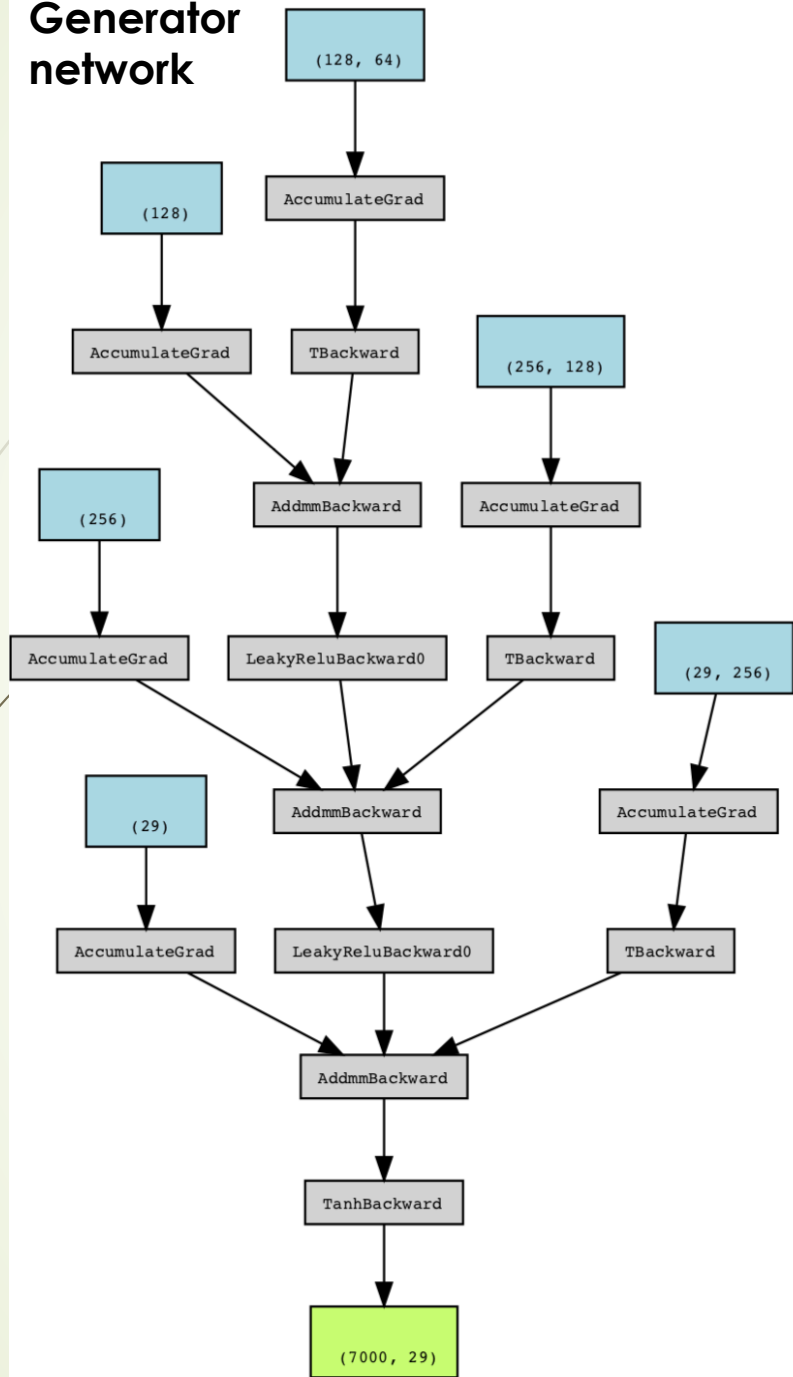 Generator
network
(128, 64)
(128)
AccumulateGrad
AccumulateGrad
TBackward
(256, 128)
(256)
AddmmBackward
AccumulateGrad
AccumulateGrad
LeakyReluBackward0
TBackward
(29, 256)
(29)
AddmmBackward
AccumulateGrad
AccumulateGrad
LeakyReluBackward0
TBackward
AddmmBackward
TanhBackward
(7000, 29)